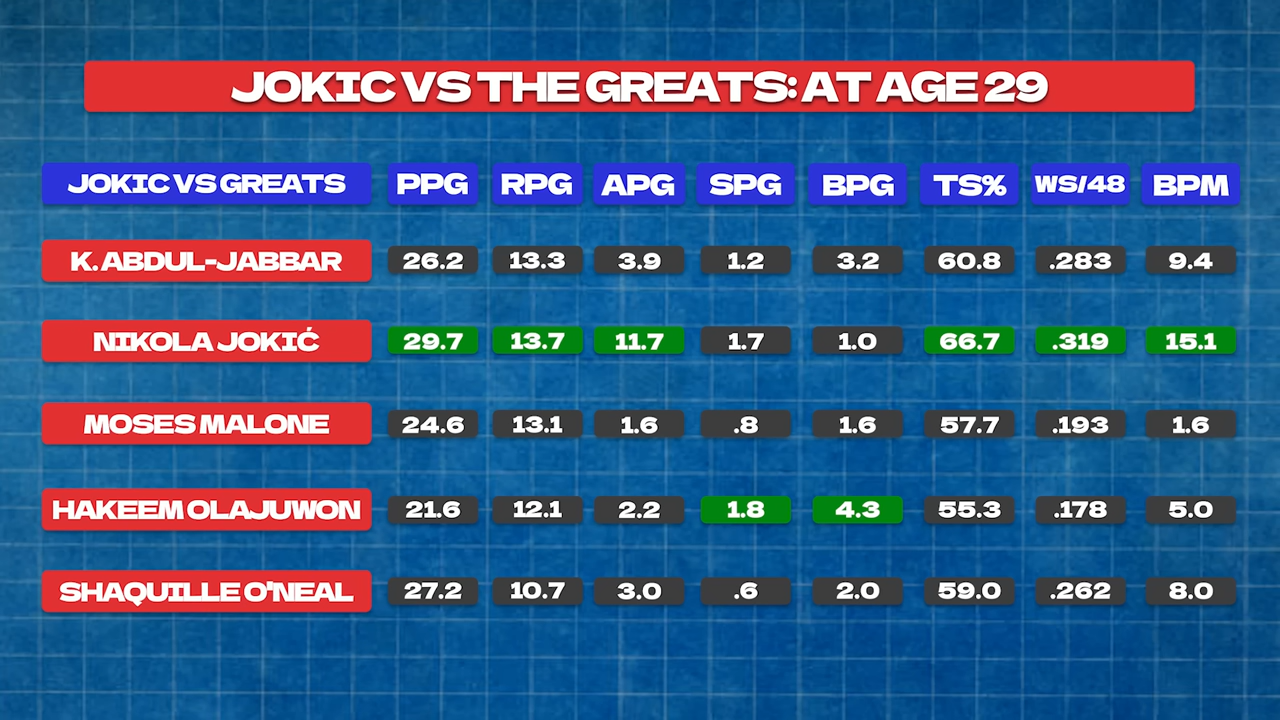 JOKIC VS THE GREATS: AT AGE 29
JOKIC VS GREATS PPG RPG APG SPG BPG TS% WS/48 BPM
K. ABDUL-JABBAR 26.2 13.3 3.9 1.2 3.2 60.8 .283 9.4
NIKOLA JOKIĆ 29.7 13.7 11.7 1.7 1.0 66.7 .319 15.1
MOSES MALONE 24.6 13.1 1.6 .8 1.6 57.7 .193 1.6
HAKEEM OLAJUWON 21.6 12.1 2.2 1.8 4.3 55.3 .178 5.0
SHAQUILLE O'NEAL 27.2 10.7 3.0 .6 2.0 59.0 .262 8.0